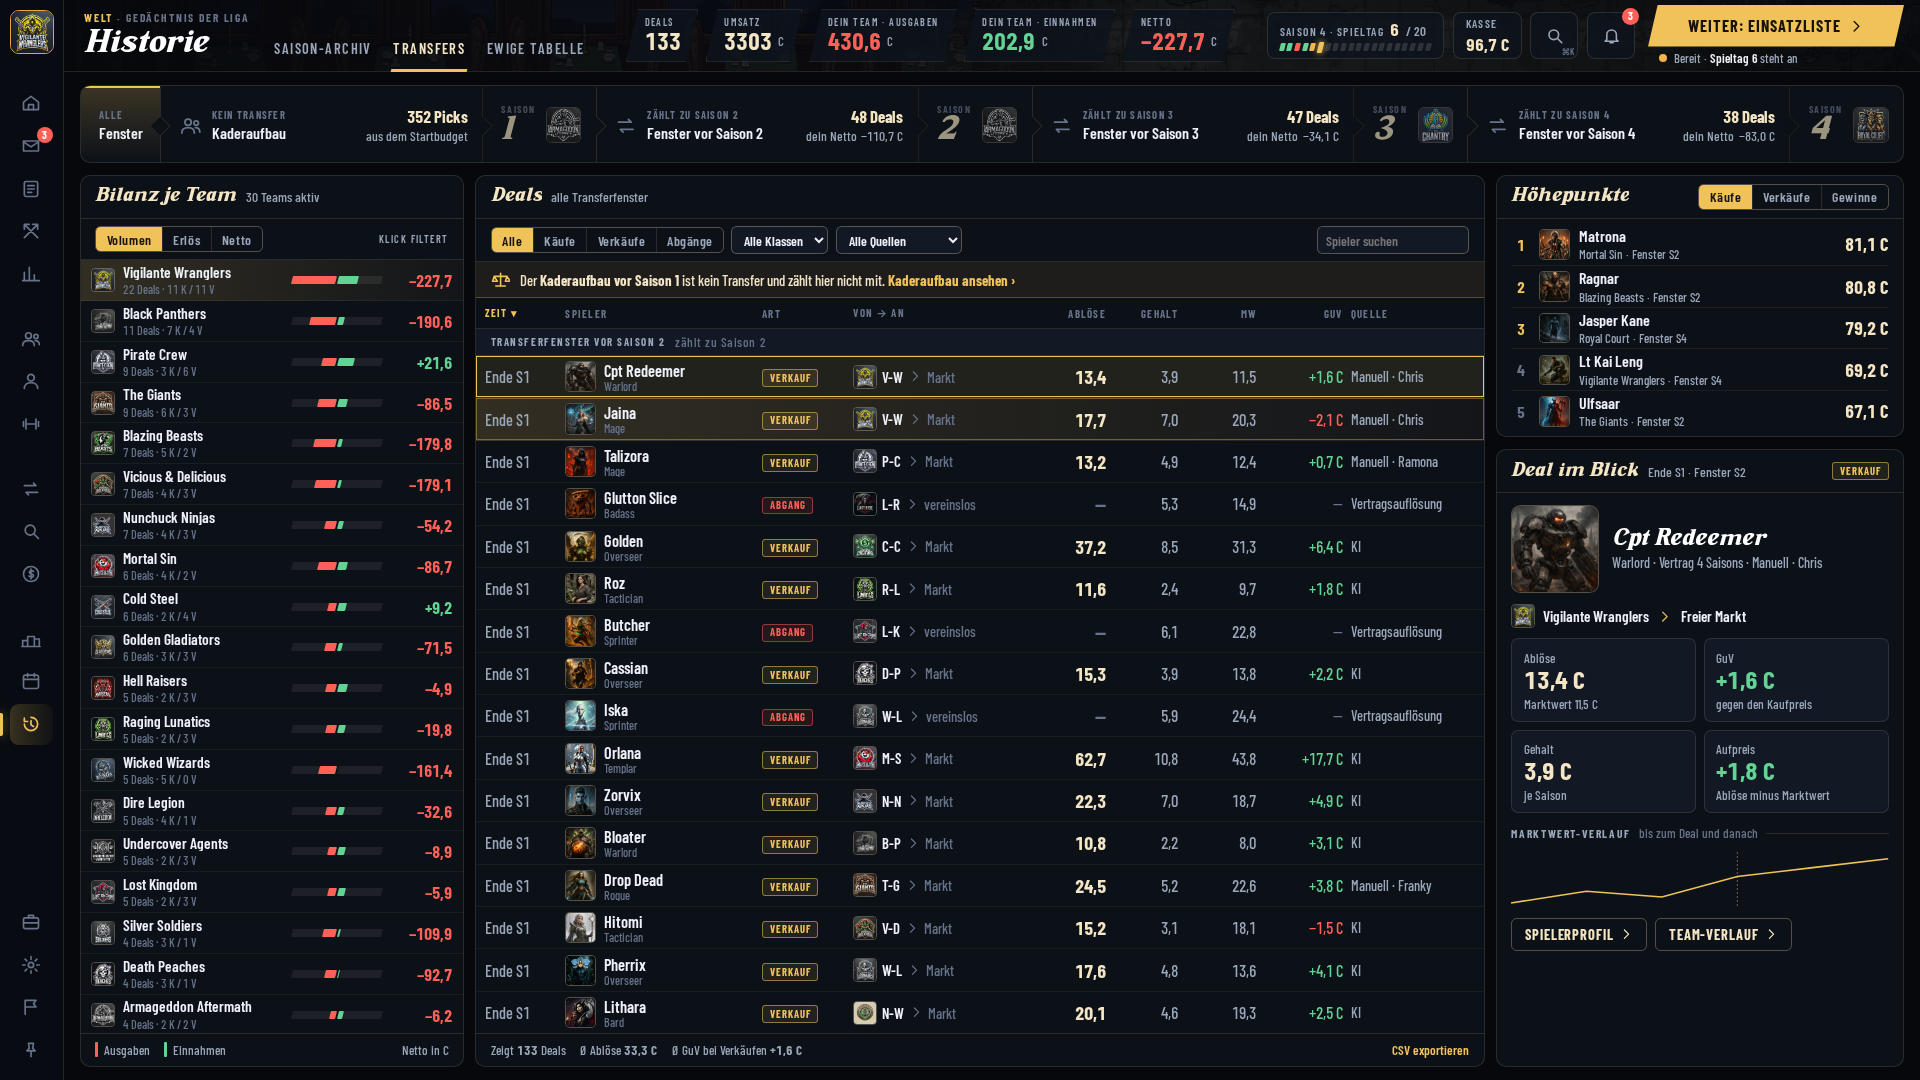 WELT · GEDÄCHTNIS DER LIGA
Historie
SAISON-ARCHIV
TRANSFERS
EWIGE TABELLE
DEALS
133
UMSATZ
3303 C
DEIN TEAM · AUSGABEN
430,6 C
DEIN TEAM · EINNAHMEN
202,9 C
NETTO
−227,7 C
SAISON 4 · SPIELTAG 6 / 20
KASSE
96,7 C
⌘K
3
WEITER: EINSATZLISTE
Bereit · Spieltag 6 steht an
3
ALLE
Fenster
KEIN TRANSFER
Kaderaufbau
352 Picks
aus dem Startbudget
SAISON
1
ZÄHLT ZU SAISON 2
Fenster vor Saison 2
48 Deals
dein Netto −110,7 C
SAISON
2
ZÄHLT ZU SAISON 3
Fenster vor Saison 3
47 Deals
dein Netto −34,1 C
SAISON
3
ZÄHLT ZU SAISON 4
Fenster vor Saison 4
38 Deals
dein Netto −83,0 C
SAISON
4
Bilanz je Team 30 Teams aktiv
Volumen Erlös Netto KLICK FILTERT
Vigilante Wranglers
22 Deals · 11 K / 11 V
−227,7
Black Panthers
11 Deals · 7 K / 4 V
−190,6
Pirate Crew
9 Deals · 3 K / 6 V
+21,6
The Giants
9 Deals · 6 K / 3 V
−86,5
Blazing Beasts
7 Deals · 5 K / 2 V
−179,8
Vicious & Delicious
7 Deals · 4 K / 3 V
−179,1
Nunchuck Ninjas
7 Deals · 4 K / 3 V
−54,2
Mortal Sin
6 Deals · 4 K / 2 V
−86,7
Cold Steel
6 Deals · 2 K / 4 V
+9,2
Golden Gladiators
6 Deals · 3 K / 3 V
−71,5
Hell Raisers
5 Deals · 2 K / 3 V
−4,9
Raging Lunatics
5 Deals · 2 K / 3 V
−19,8
Wicked Wizards
5 Deals · 5 K / 0 V
−161,4
Dire Legion
5 Deals · 4 K / 1 V
−32,6
Undercover Agents
5 Deals · 2 K / 3 V
−8,9
Lost Kingdom
5 Deals · 2 K / 3 V
−5,9
Silver Soldiers
4 Deals · 3 K / 1 V
−109,9
Death Peaches
4 Deals · 3 K / 1 V
−92,7
Armageddon Aftermath
4 Deals · 2 K / 2 V
−6,2
Ausgaben Einnahmen Netto in C
Deals alle Transferfenster
Alle Käufe Verkäufe Abgänge Alle Klassen Alle Quellen Spieler suchen
Der Kaderaufbau vor Saison 1 ist kein Transfer und zählt hier nicht mit. Kaderaufbau ansehen ›
ZEIT ▾ SPIELER ART VON → AN ABLÖSE GEHALT MW GUV QUELLE
TRANSFERFENSTER VOR SAISON 2 zählt zu Saison 2
Ende S1 Cpt Redeemer Warlord VERKAUF V-W Markt 13,4 3,9 11,5 +1,6 C Manuell · Chris
Ende S1 Jaina Mage VERKAUF V-W Markt 17,7 7,0 20,3 −2,1 C Manuell · Chris
Ende S1 Talizora Mage VERKAUF P-C Markt 13,2 4,9 12,4 +0,7 C Manuell · Ramona
Ende S1 Glutton Slice Badass ABGANG L-R vereinslos — 5,3 14,9 — Vertragsauflösung
Ende S1 Golden Overseer VERKAUF C-C Markt 37,2 8,5 31,3 +6,4 C KI
Ende S1 Roz Tactician VERKAUF R-L Markt 11,6 2,4 9,7 +1,8 C KI
Ende S1 Butcher Sprinter ABGANG L-K vereinslos — 6,1 22,8 — Vertragsauflösung
Ende S1 Cassian Overseer VERKAUF D-P Markt 15,3 3,9 13,8 +2,2 C KI
Ende S1 Iska Sprinter ABGANG W-L vereinslos — 5,9 24,4 — Vertragsauflösung
Ende S1 Orlana Templar VERKAUF M-S Markt 62,7 10,8 43,8 +17,7 C KI
Ende S1 Zorvix Overseer VERKAUF N-N Markt 22,3 7,0 18,7 +4,9 C KI
Ende S1 Bloater Warlord VERKAUF B-P Markt 10,8 2,2 8,0 +3,1 C KI
Ende S1 Drop Dead Rogue VERKAUF T-G Markt 24,5 5,2 22,6 +3,8 C Manuell · Franky
Ende S1 Hitomi Tactician VERKAUF V-D Markt 15,2 3,1 18,1 −1,5 C KI
Ende S1 Pherrix Overseer VERKAUF W-L Markt 17,6 4,8 13,6 +4,1 C KI
Ende S1 Lithara Bard VERKAUF N-W Markt 20,1 4,6 19,3 +2,5 C KI
Zeigt 133 Deals Ø Ablöse 33,3 C Ø GuV bei Verkäufen +1,6 C CSV exportieren
Höhepunkte Käufe Verkäufe Gewinne
1 Matrona
Mortal Sin · Fenster S2
81,1 C
2 Ragnar
Blazing Beasts · Fenster S2
80,8 C
3 Jasper Kane
Royal Court · Fenster S4
79,2 C
4 Lt Kai Leng
Vigilante Wranglers · Fenster S4
69,2 C
5 Ulfsaar
The Giants · Fenster S2
67,1 C
Deal im Blick Ende S1 · Fenster S2 VERKAUF
Cpt Redeemer
Warlord · Vertrag 4 Saisons · Manuell · Chris
Vigilante Wranglers Freier Markt
Ablöse
13,4 C
Marktwert 11,5 C
GuV
+1,6 C
gegen den Kaufpreis
Gehalt
3,9 C
je Saison
Aufpreis
+1,8 C
Ablöse minus Marktwert
MARKTWERT-VERLAUF bis zum Deal und danach
SPIELERPROFIL
TEAM-VERLAUF